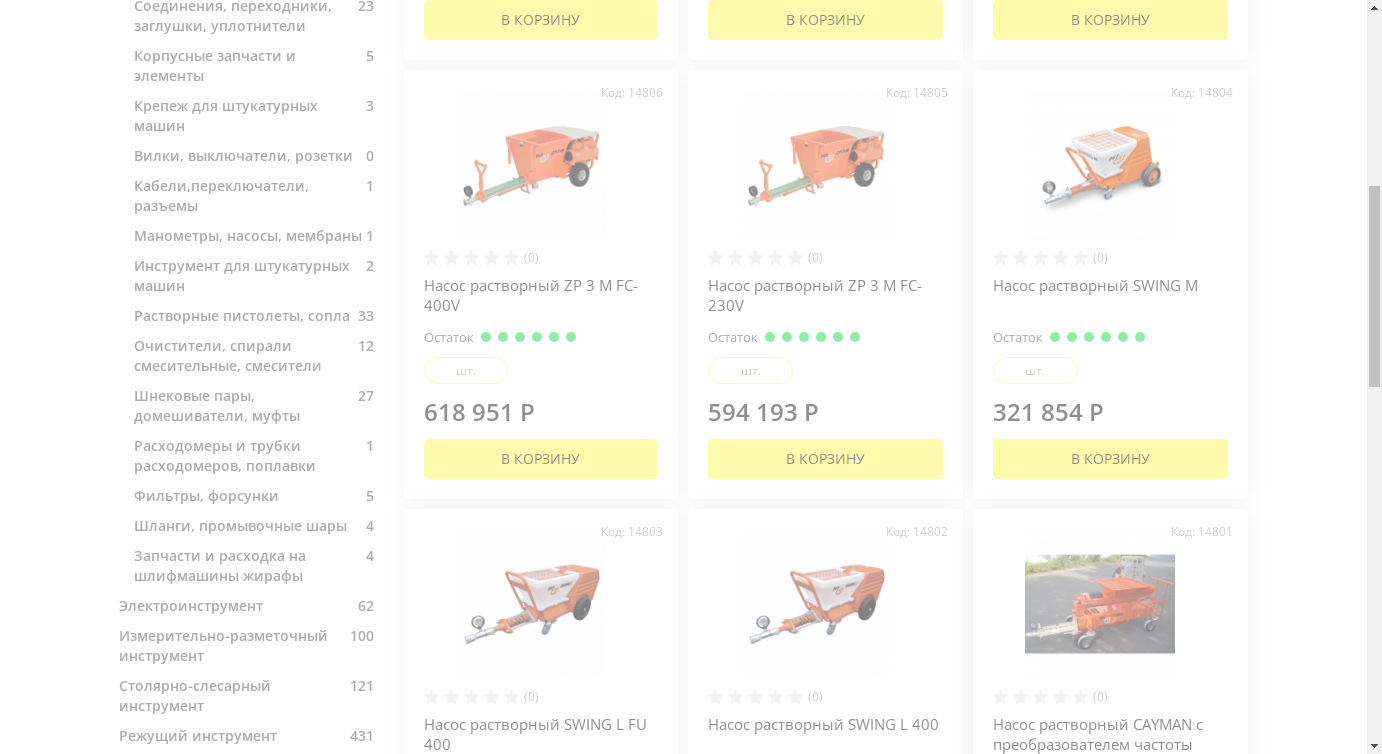 Соединения, переходники, 23
заглушки, уплотнители
Корпусные запчасти и 5
элементы
Крепеж для штукатурных 3
машин
Вилки, выключатели, розетки 0
Кабели,переключатели, 1
разъемы
Манометры, насосы, мембраны 1
Инструмент для штукатурных 2
машин
Растворные пистолеты, сопла 33
Очистители, спирали 12
смесительные, смесители
Шнековые пары, 27
домешиватели, муфты
Расходомеры и трубки 1
расходомеров, поплавки
Фильтры, форсунки 5
Шланги, промывочные шары 4
Запчасти и расходка на 4
шлифмашины жирафы
Электроинструмент 62
Измерительно-разметочный 100
инструмент
Столярно-слесарный 121
инструмент
Режущий инструмент 431
В КОРЗИНУ В КОРЗИНУ В КОРЗИНУ
Код: 14806
(0)
Насос растворный ZP 3 M FC-
400V
Остаток
шт.
618 951 Р
В КОРЗИНУ
Код: 14805
(0)
Насос растворный ZP 3 M FC-
230V
Остаток
шт.
594 193 Р
В КОРЗИНУ
Код: 14804
(0)
Насос растворный SWING M
Остаток
шт.
321 854 Р
В КОРЗИНУ
Код: 14803
(0)
Насос растворный SWING L FU
400
Код: 14802
(0)
Насос растворный SWING L 400
Код: 14801
(0)
Насос растворный CAYMAN с
преобразователем частоты